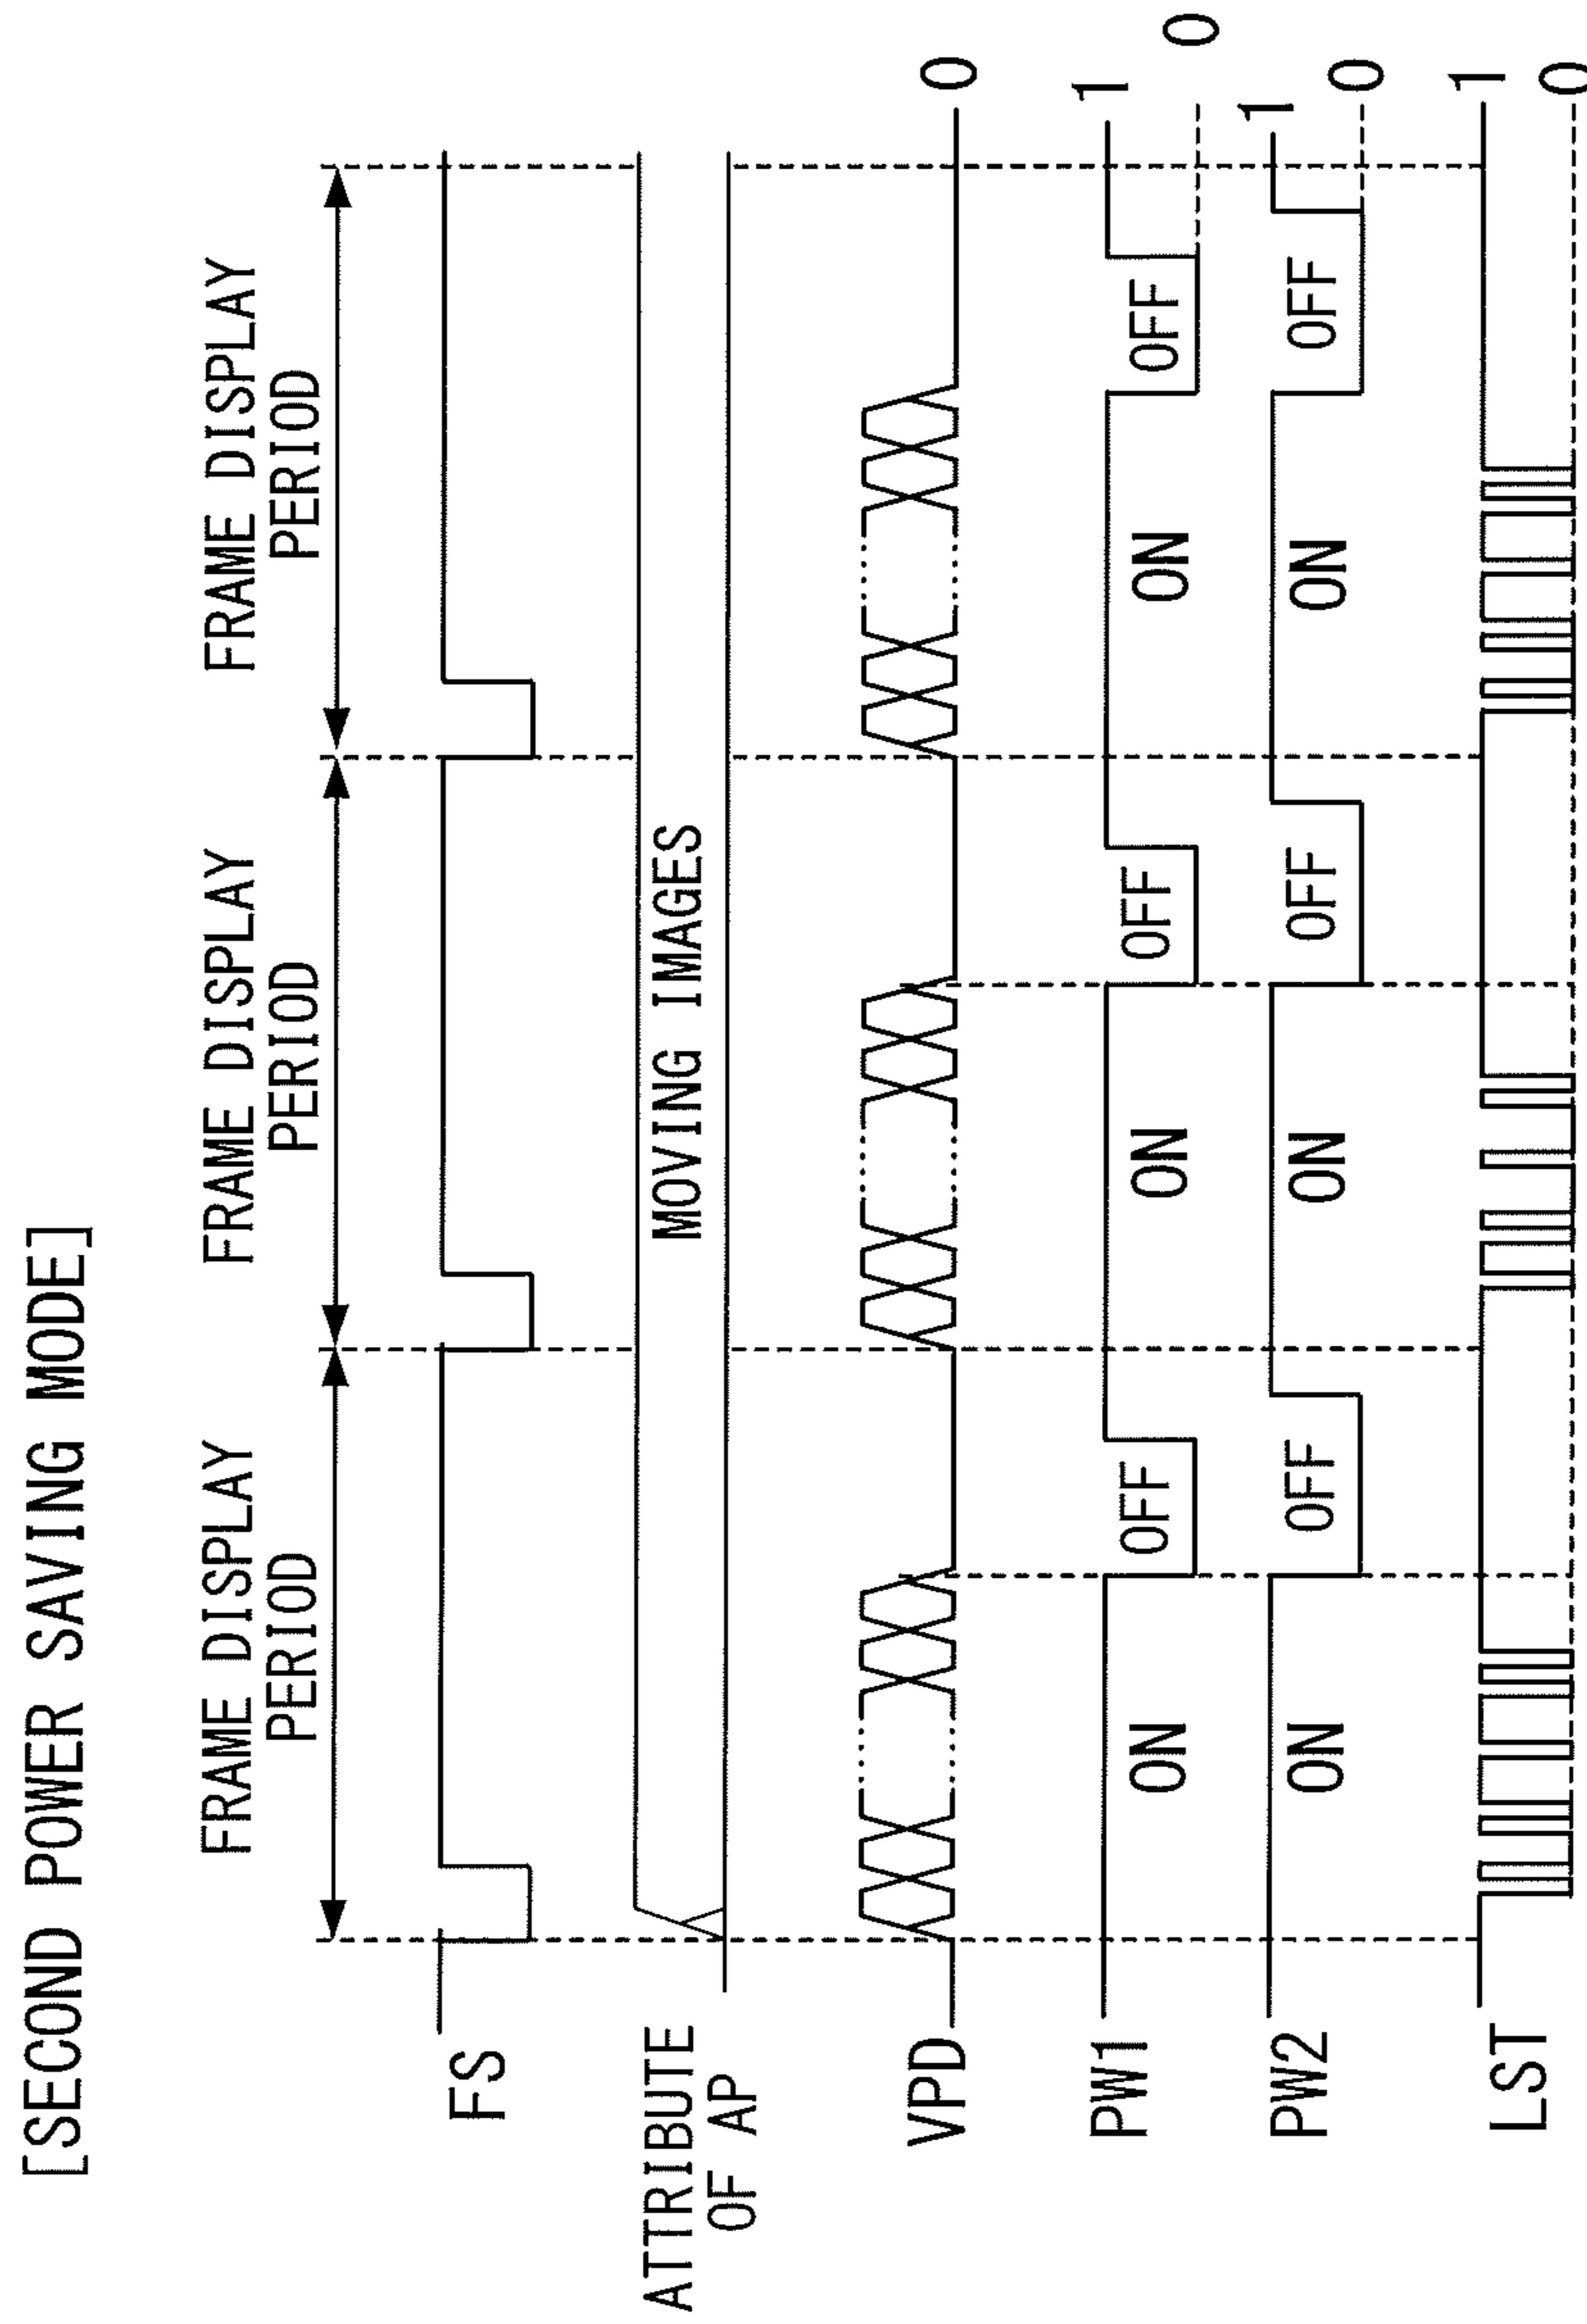 [SECOND POWER SAVING MODE]
FRAME DISPLAY
PERIOD
FRAME DISPLAY
PERIOD
FRAME DISPLAY
PERIOD
FS
ATTRIBUTE
OF AP
MOVING IMAGES
VPD
0
PW1
ON
OFF
ON
OFF
ON
OFF
1
0
PW2
ON
OFF
ON
OFF
ON
OFF
1
0
LST
1
0